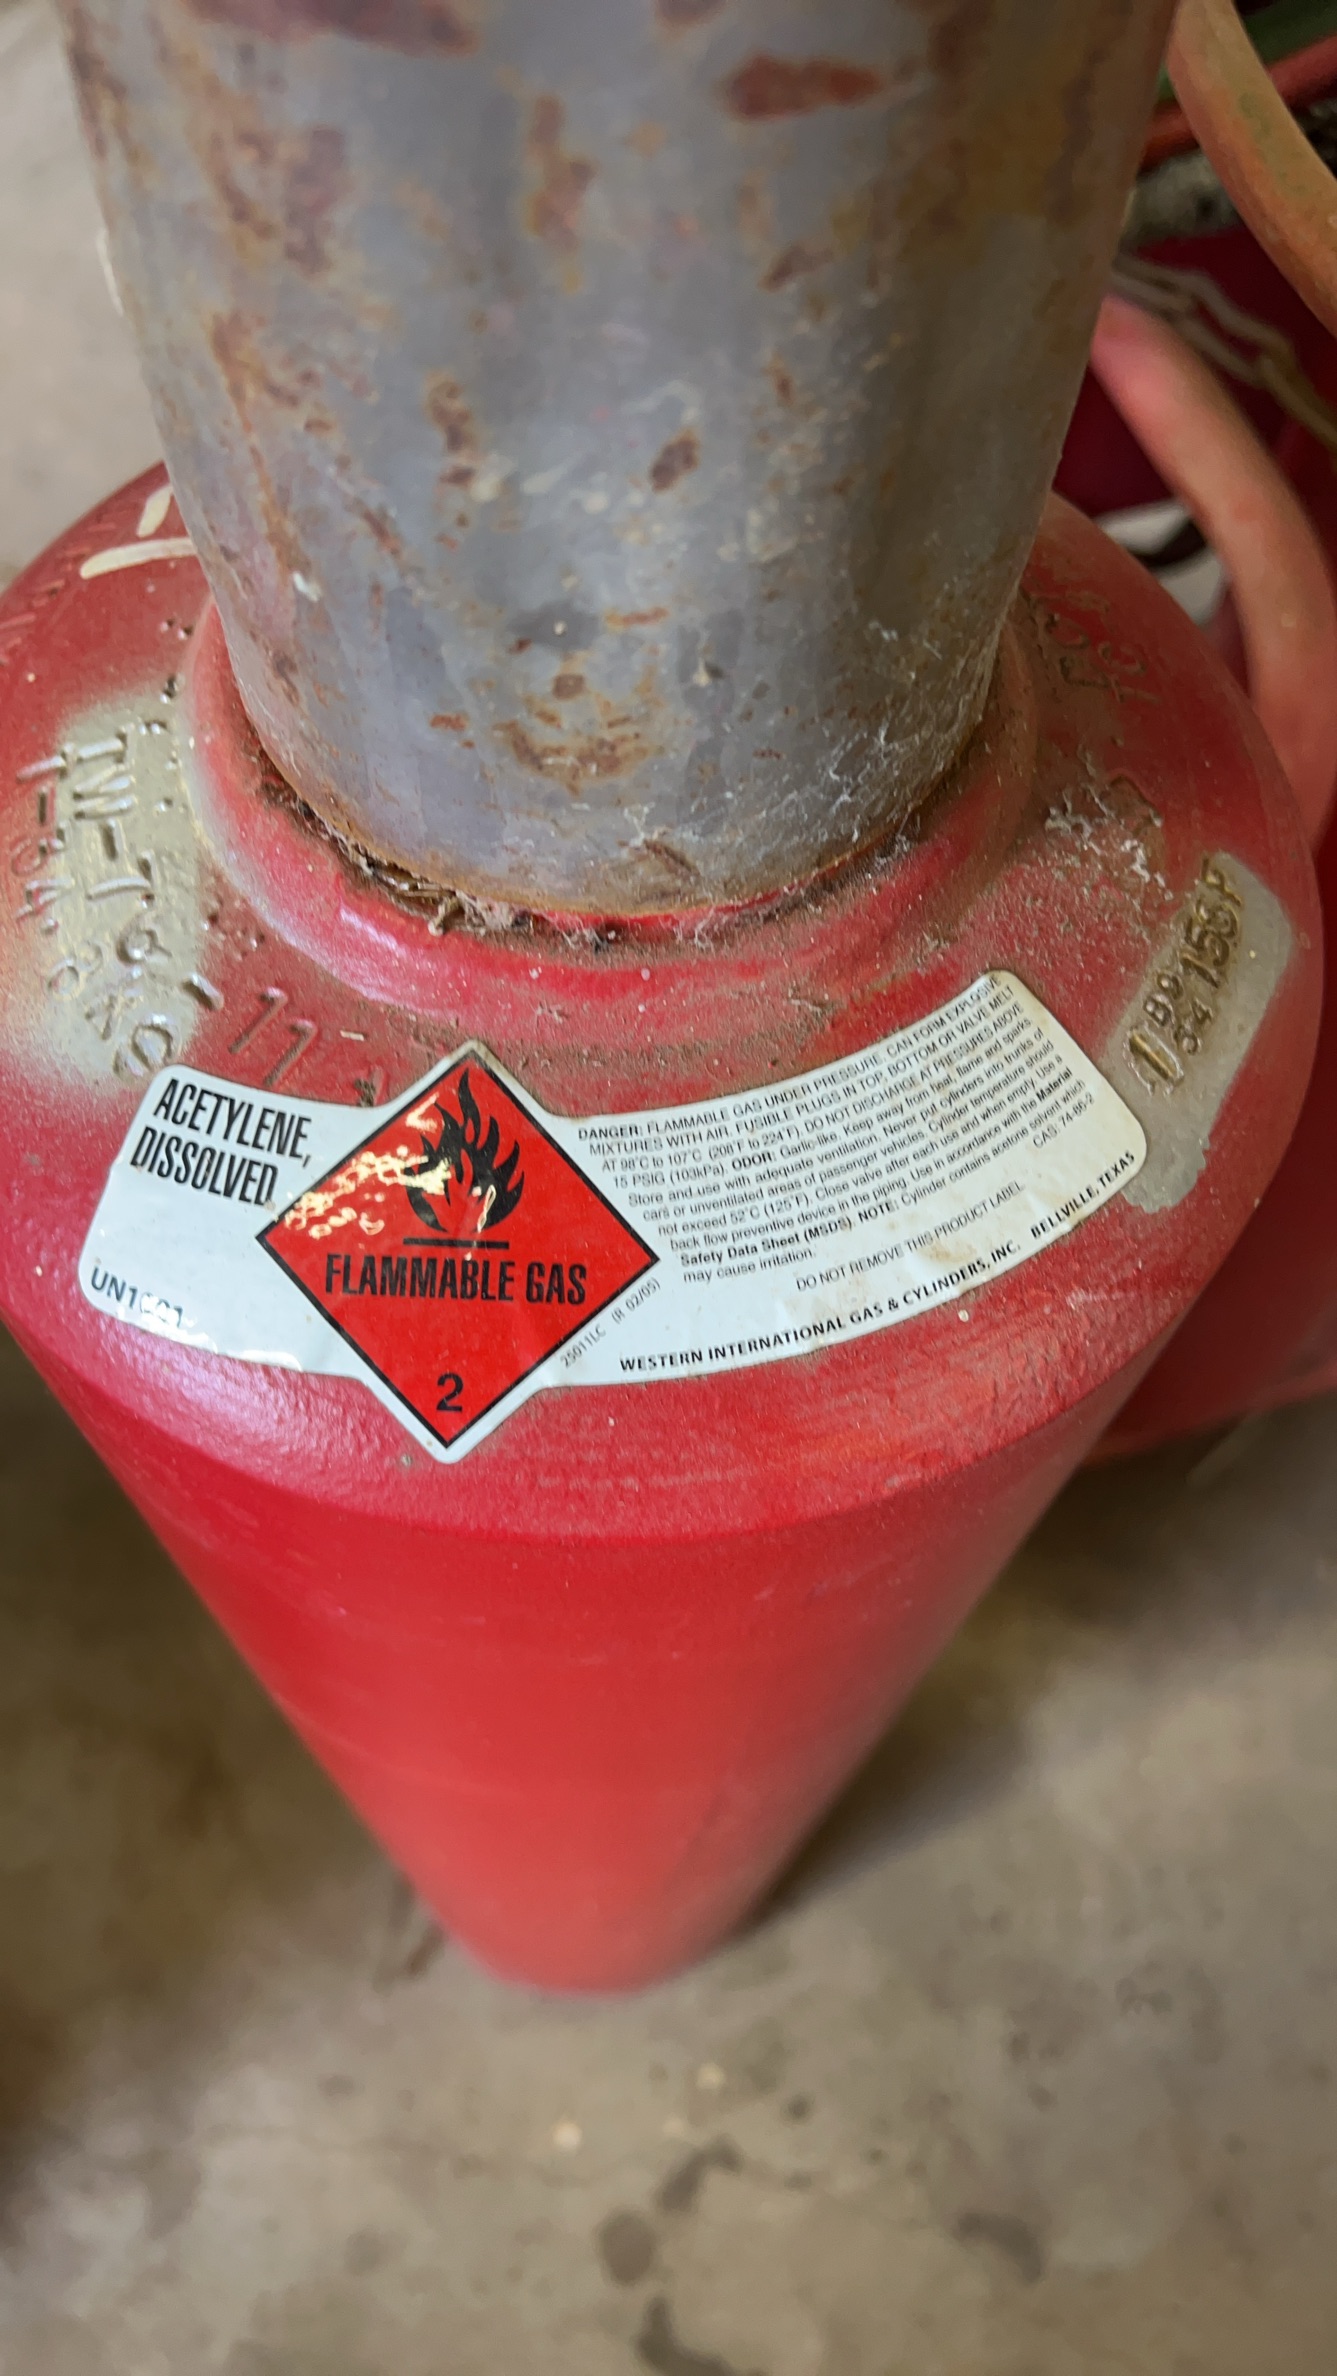 ACETYLENE,
DISSOLVED
UN1001
FLAMMABLE GAS
2
25011LC (R 02/05)
DANGER: FLAMMABLE GAS UNDER PRESSURE. CAN FORM EXPLOSIVE
MIXTURES WITH AIR. FUSIBLE PLUGS IN TOP, BOTTOM OR VALVE MELT
AT 98°C to 107°C (208°F to 224°F). DO NOT DISCHARGE AT PRESSURES ABOVE
15 PSIG (103kPa). ODOR: Garlic-like. Keep away from heat, flame and sparks.
Store and use with adequate ventilation. Never put cylinders into trunks of
cars or unventilated areas of passenger vehicles. Cylinder temperature should
not exceed 52°C (125°F). Close valve after each use and when empty. Use a
back flow preventive device in the piping. Use in accordance with the Material
Safety Data Sheet (MSDS). NOTE: Cylinder contains acetone solvent which
may cause irritation.
CAS: 74-86-2
DO NOT REMOVE THIS PRODUCT LABEL.
WESTERN INTERNATIONAL GAS & CYLINDERS, INC. BELLVILLE, TEXAS